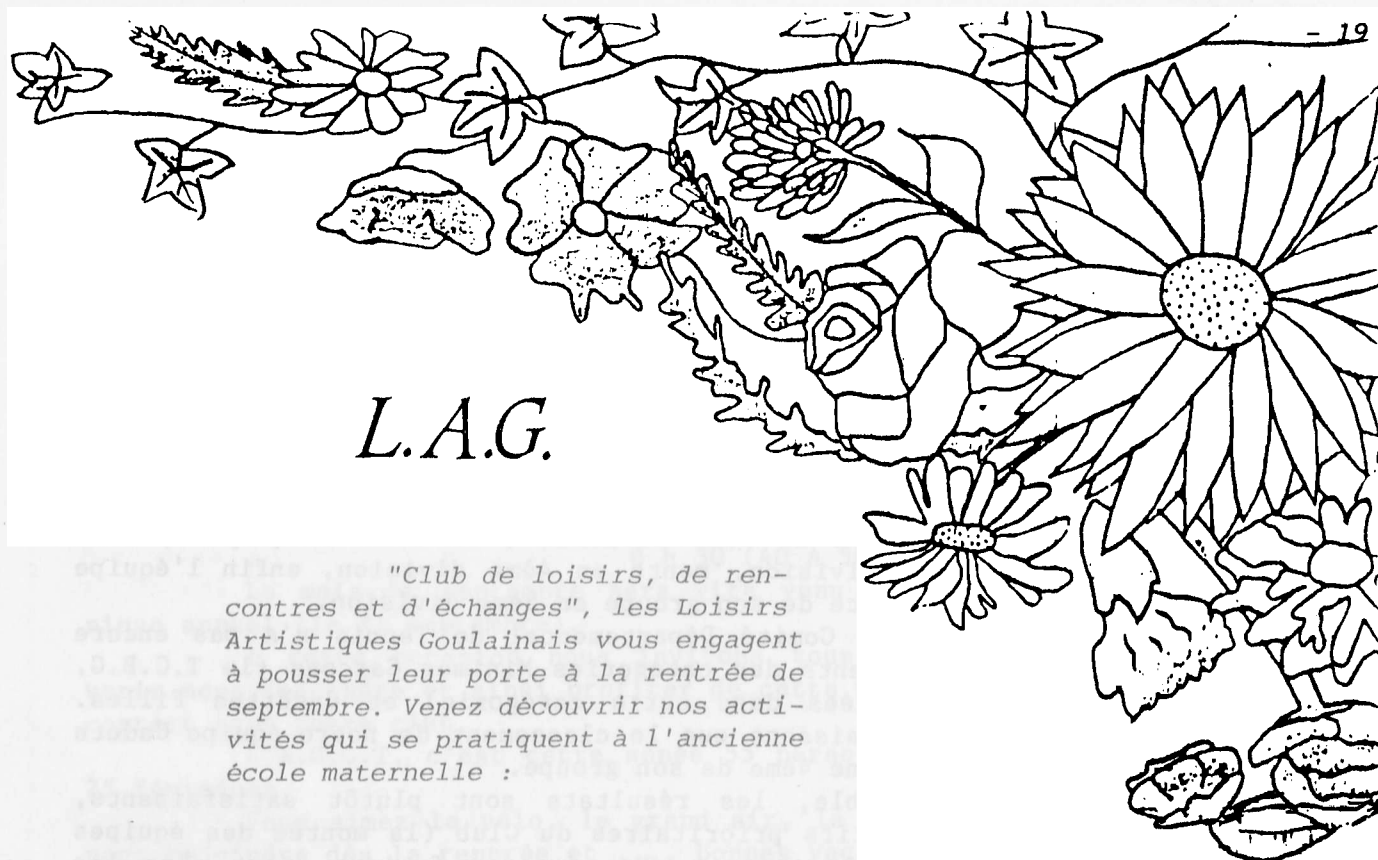 - 19
L.A.G.
"Club de loisirs, de ren-
contres et d'échanges", les Loisirs
Artistiques Goulainais vous engagent
à pousser leur porte à la rentrée de
septembre. Venez découvrir nos acti-
vités qui se pratiquent à l'ancienne
école maternelle :